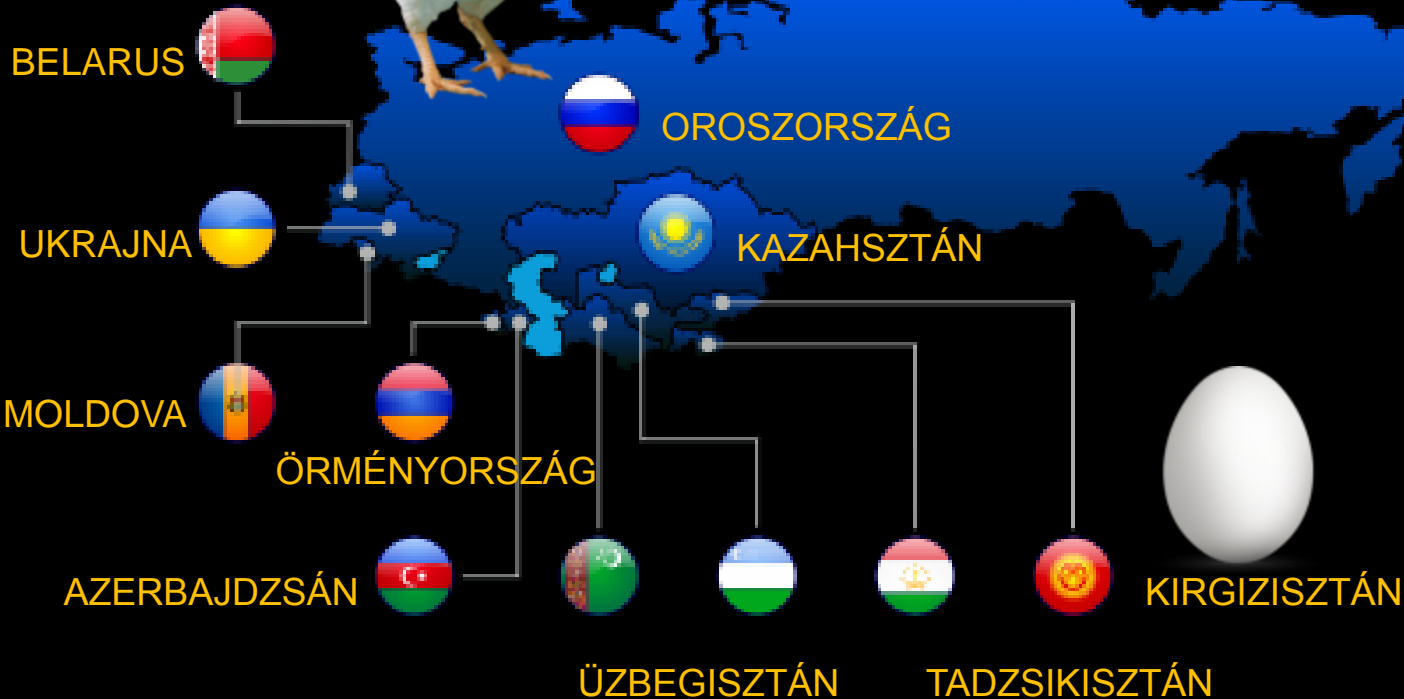 BELARUS
OROSZORSZÁG
UKRAJNA
KAZAHSZTÁN
MOLDOVA
ÖRMÉNYORSZÁG
AZERBAJDZSÁN
KIRGIZISZTÁN
ÜZBEGISZTÁN
TADZSIKISZTÁN